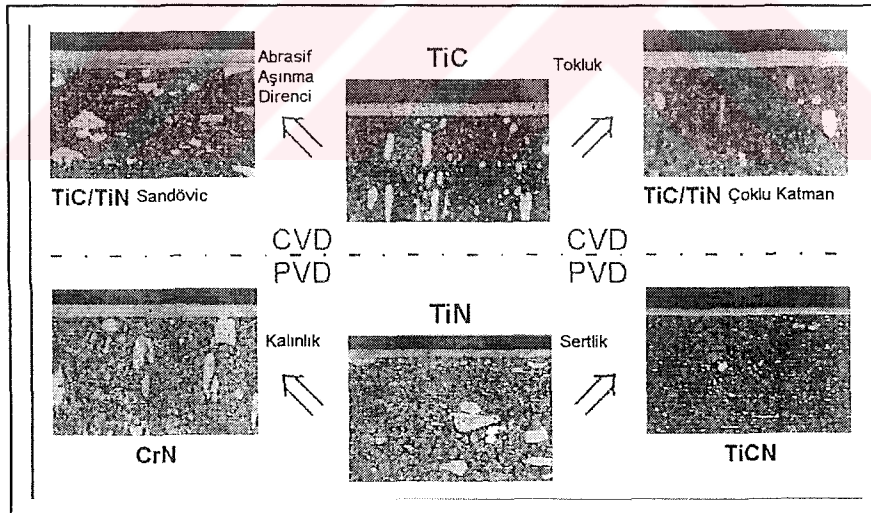 Abrasif
Aşınma
Direnci
TiC
Tokluk
TiC/TiN Sandövic
TiC/TiN Çoklu Katman
CVD
PVD
CVD
PVD
Kalınlık
TiN
Sertlik
CrN
TiCN